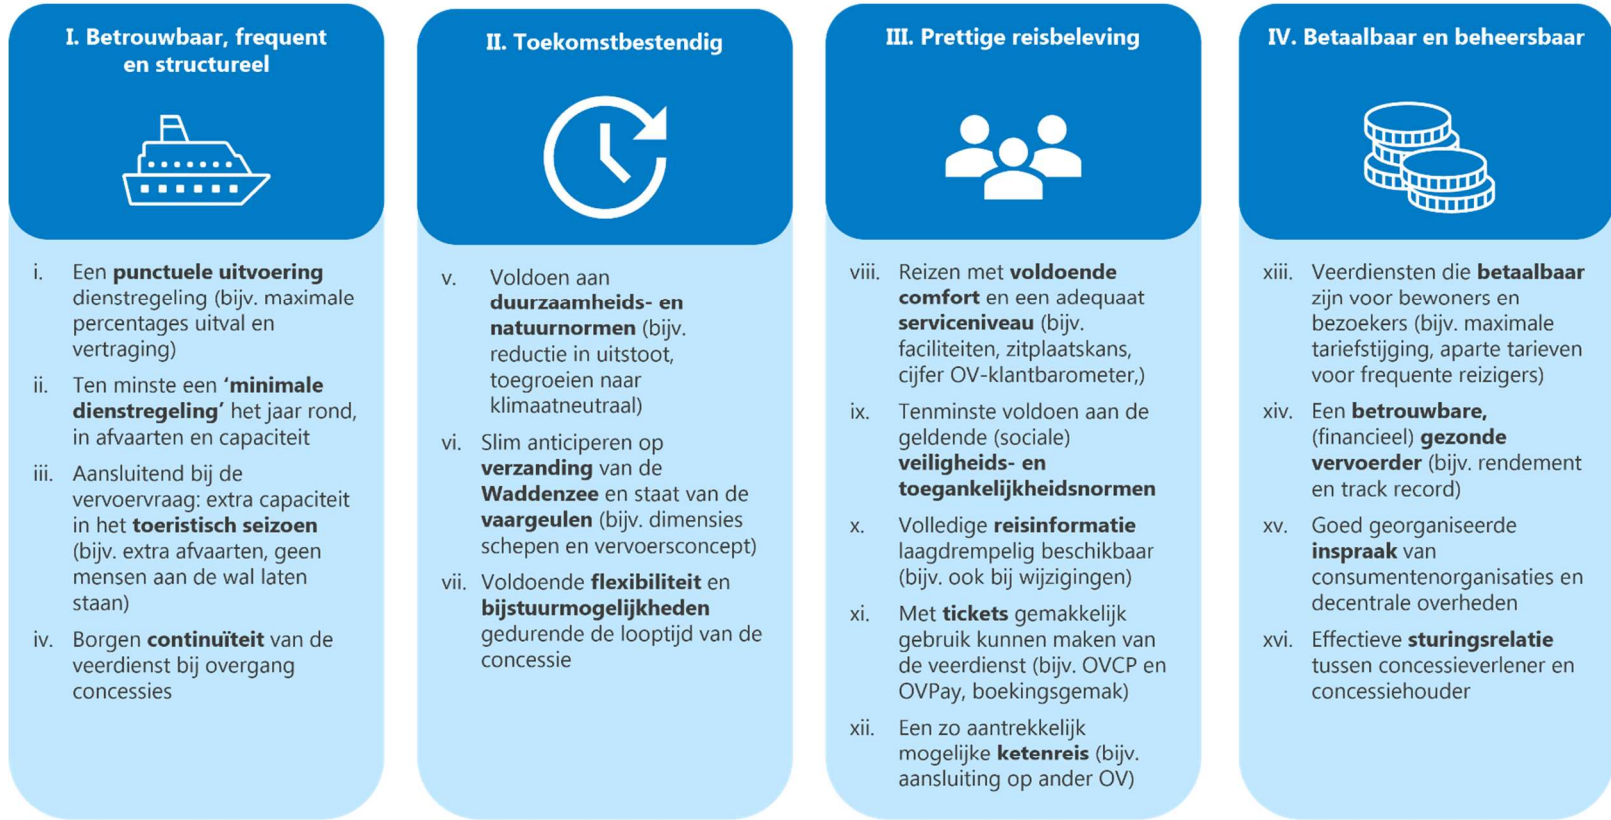 I. Betrouwbaar, frequent
en structureel
i. Een punctuele uitvoering
dienstregeling (bijv. maximale
percentages uitval en
vertraging)
ii. Ten minste een ‘minimale
dienstregeling’ het jaar rond,
in afvaarten en capaciteit
iii. Aansluitend bij de
vervoervraag: extra capaciteit
in het toeristisch seizoen
(bijv. extra afvaarten, geen
mensen aan de wal laten
staan)
iv. Borgen continuïteit van de
veerdienst bij overgang
concessies
II. Toekomstbestendig
v. Voldoen aan
duurzaamheids- en
natuurnormen (bijv.
reductie in uitstoot,
toegroeien naar
klimaatneutraal)
vi. Slim anticiperen op
verzanding van de
Waddenzee en staat van de
vaargeulen (bijv. dimensies
schepen en vervoersconcept)
vii. Voldoende flexibiliteit en
bijstuurmogelijkheden
gedurende de looptijd van de
concessie
III. Prettige reisbeleving
viii. Reizen met voldoende
comfort en een adequaat
serviceniveau (bijv.
faciliteiten, zitplaatskans,
cijfer OV-klantbarometer,)
ix. Tenminste voldoen aan de
geldende (sociale)
veiligheids- en
toegankelijkheidsnormen
x. Volledige reisinformatie
laagdrempelig beschikbaar
(bijv. ook bij wijzigingen)
xi. Met tickets gemakkelijk
gebruik kunnen maken van
de veerdienst (bijv. OVCP en
OVPay, boekingsgemak)
xii. Een zo aantrekkelijk
mogelijke ketenreis (bijv.
aansluiting op ander OV)
IV. Betaalbaar en beheersbaar
xiii. Veerdiensten die betaalbaar
zijn voor bewoners en
bezoekers (bijv. maximale
tariefstijging, aparte tarieven
voor frequente reizigers)
xiv. Een betrouwbare,
(financieel) gezonde
vervoerder (bijv. rendement
en track record)
xv. Goed georganiseerde
inspraak van
consumentenorganisaties en
decentrale overheden
xvi. Effectieve sturingsrelatie
tussen concessieverlener en
concessiehouder